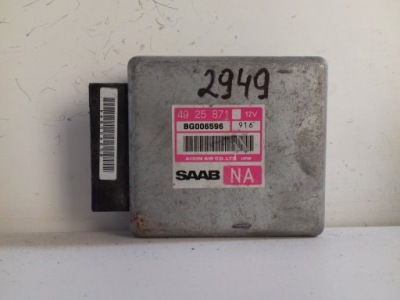 2949
49 25 871 12V
BG006596 916
AISIN AW CO., LTD
SAAB NA